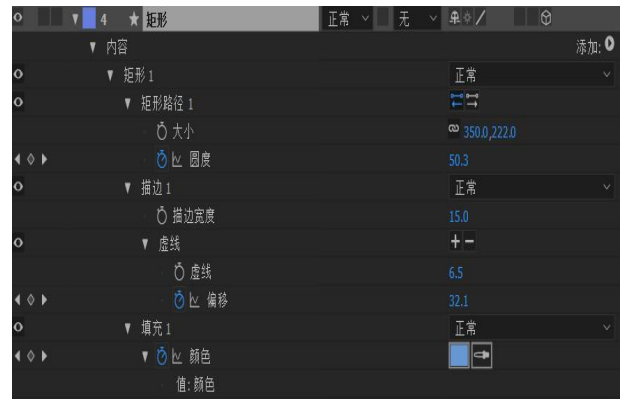 4 矩形 正常 无
内容 添加:
矩形 1 正常
矩形路径 1
大小 350.0,222.0
圆度 50.3
描边 1 正常
描边宽度 15.0
虚线
虚线 6.5
偏移 32.1
填充 1 正常
颜色
值:颜色